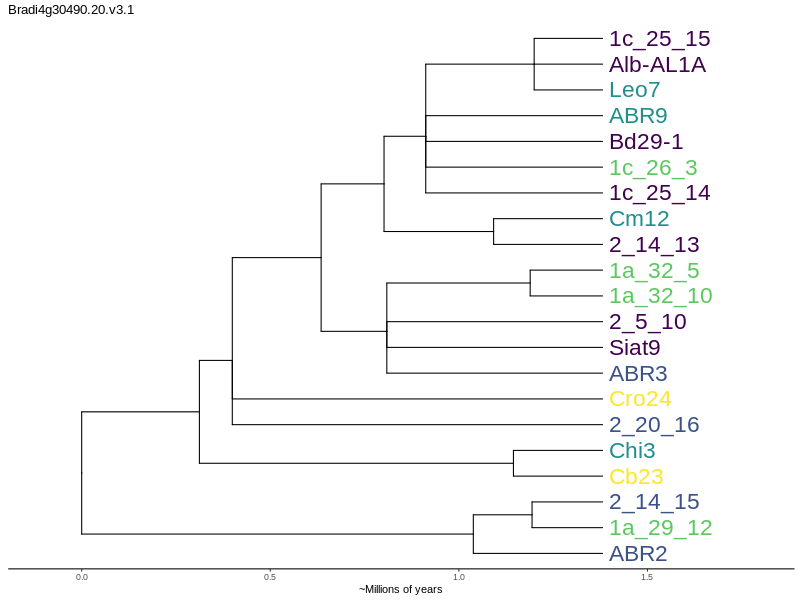 Bradi4g30490.20.v3.1
1c_25_15
Alb-AL1A
Leo7
ABR9
Bd29-1
1c_26_3
1c_25_14
Cm12
2_14_13
1a_32_5
1a_32_10
2_5_10
Siat9
ABR3
Cro24
2_20_16
Chi3
Cb23
2_14_15
1a_29_12
ABR2
0.0 0.5 1.0 1.5
~Millions of years